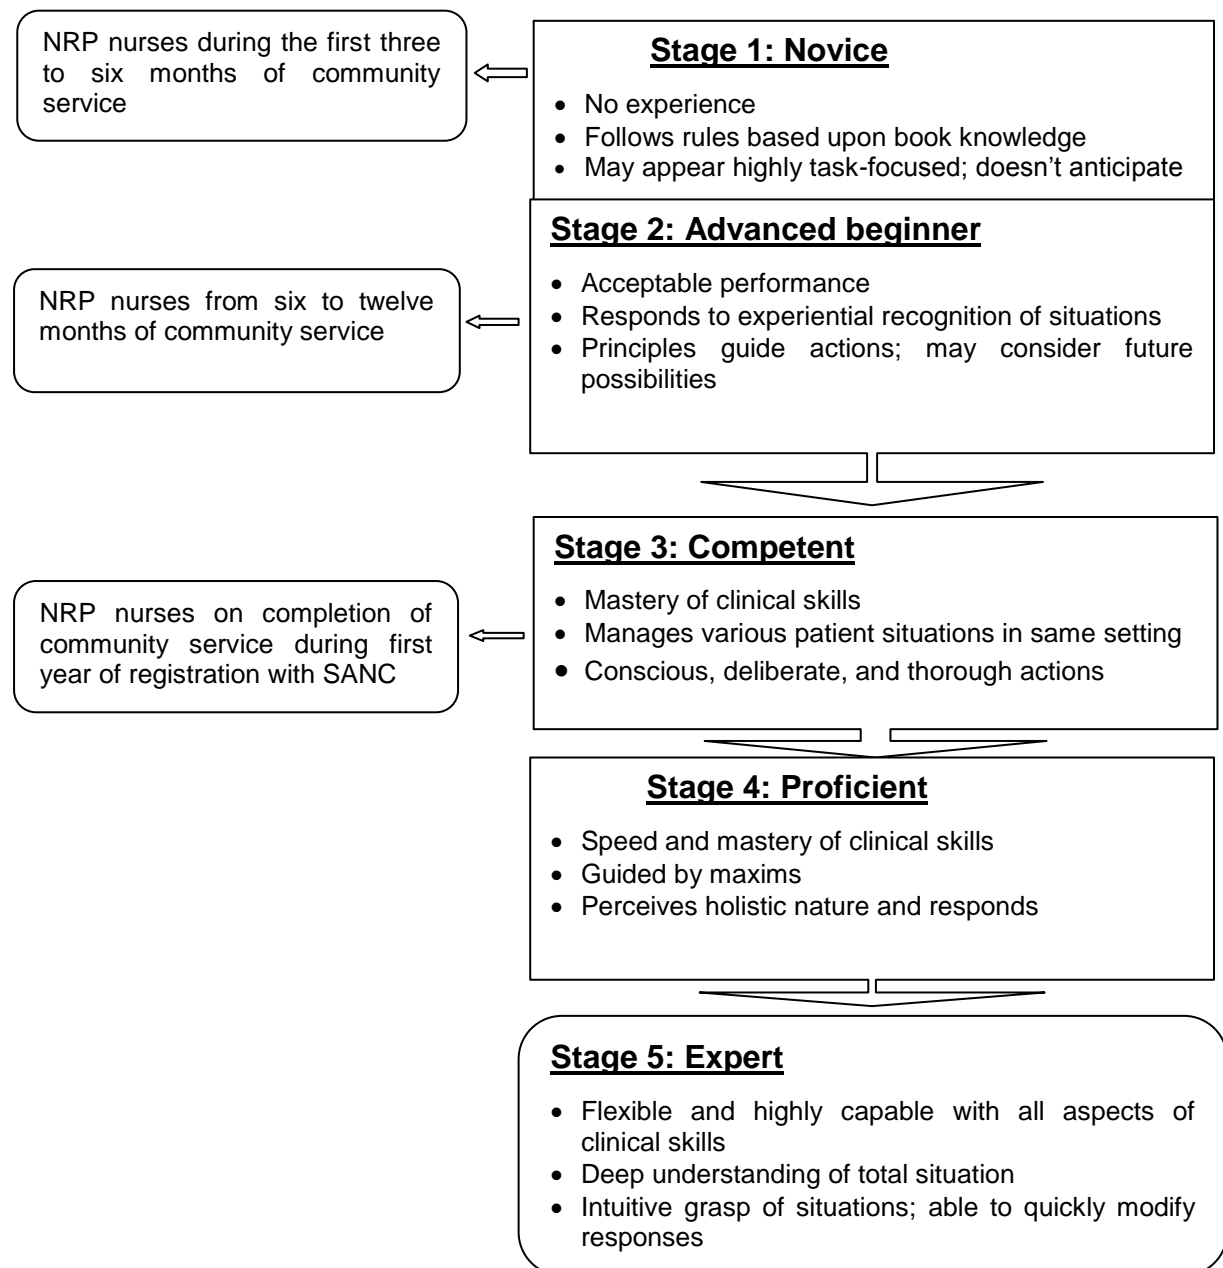 NRP nurses during the first three
to six months of community
service
Stage 1: Novice
• No experience
• Follows rules based upon book knowledge
• May appear highly task-focused; doesn't anticipate
Stage 2: Advanced beginner
• Acceptable performance
• Responds to experiential recognition of situations
• Principles guide actions; may consider future
possibilities
NRP nurses from six to twelve
months of community service
Stage 3: Competent
• Mastery of clinical skills
• Manages various patient situations in same setting
• Conscious, deliberate, and thorough actions
NRP nurses on completion of
community service during first
year of registration with SANC
Stage 4: Proficient
• Speed and mastery of clinical skills
• Guided by maxims
• Perceives holistic nature and responds
Stage 5: Expert
• Flexible and highly capable with all aspects of
clinical skills
• Deep understanding of total situation
• Intuitive grasp of situations; able to quickly modify
responses